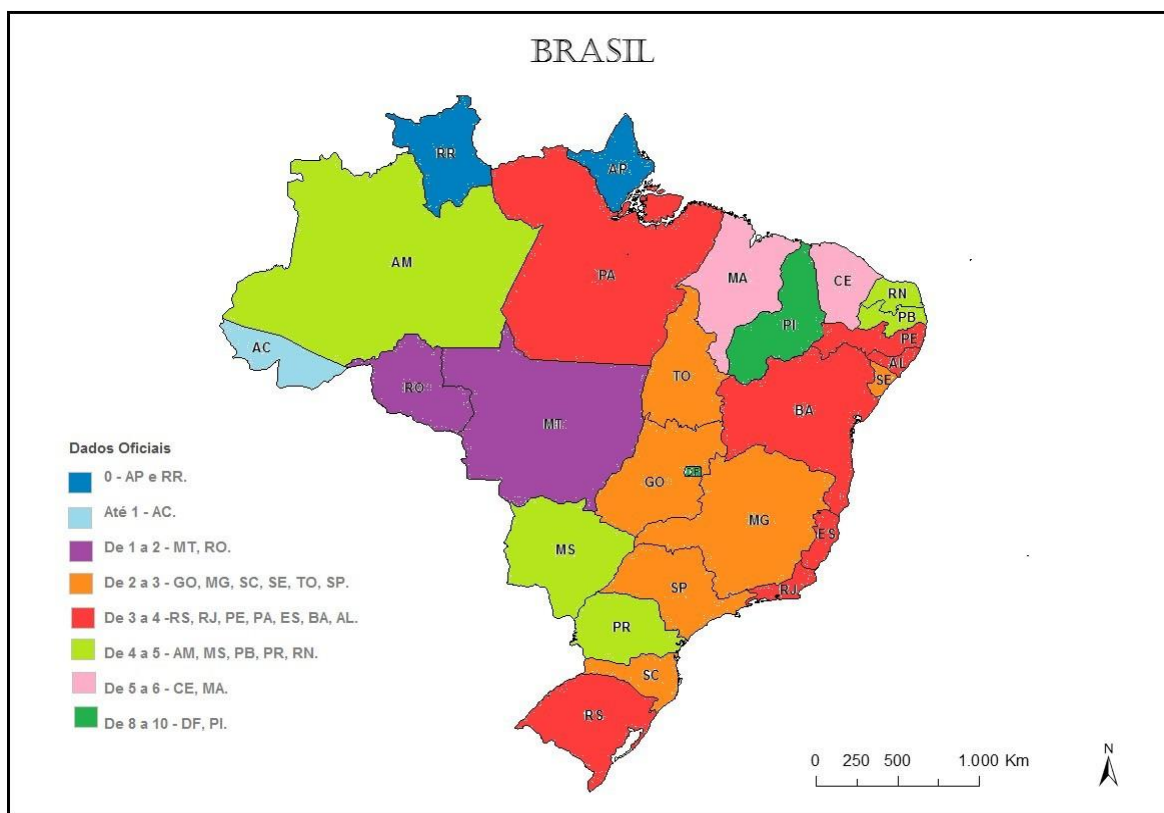 BRASIL
RR
AP
AM
PA
MA
CE
RN
PB
PI
PE
AL
SE
AC
TO
RO
BA
MT
DF
GO
MG
ES
MS
SP
RJ
PR
SC
RS
Dados Oficiais
0 - AP e RR.
Até 1 - AC.
De 1 a 2 - MT, RO.
De 2 a 3 - GO, MG, SC, SE, TO, SP.
De 3 a 4 -RS, RJ, PE, PA, ES, BA, AL.
De 4 a 5 - AM, MS, PB, PR, RN.
De 5 a 6 - CE, MA.
De 8 a 10 - DF, PI.
0 250 500 1.000 Km
N